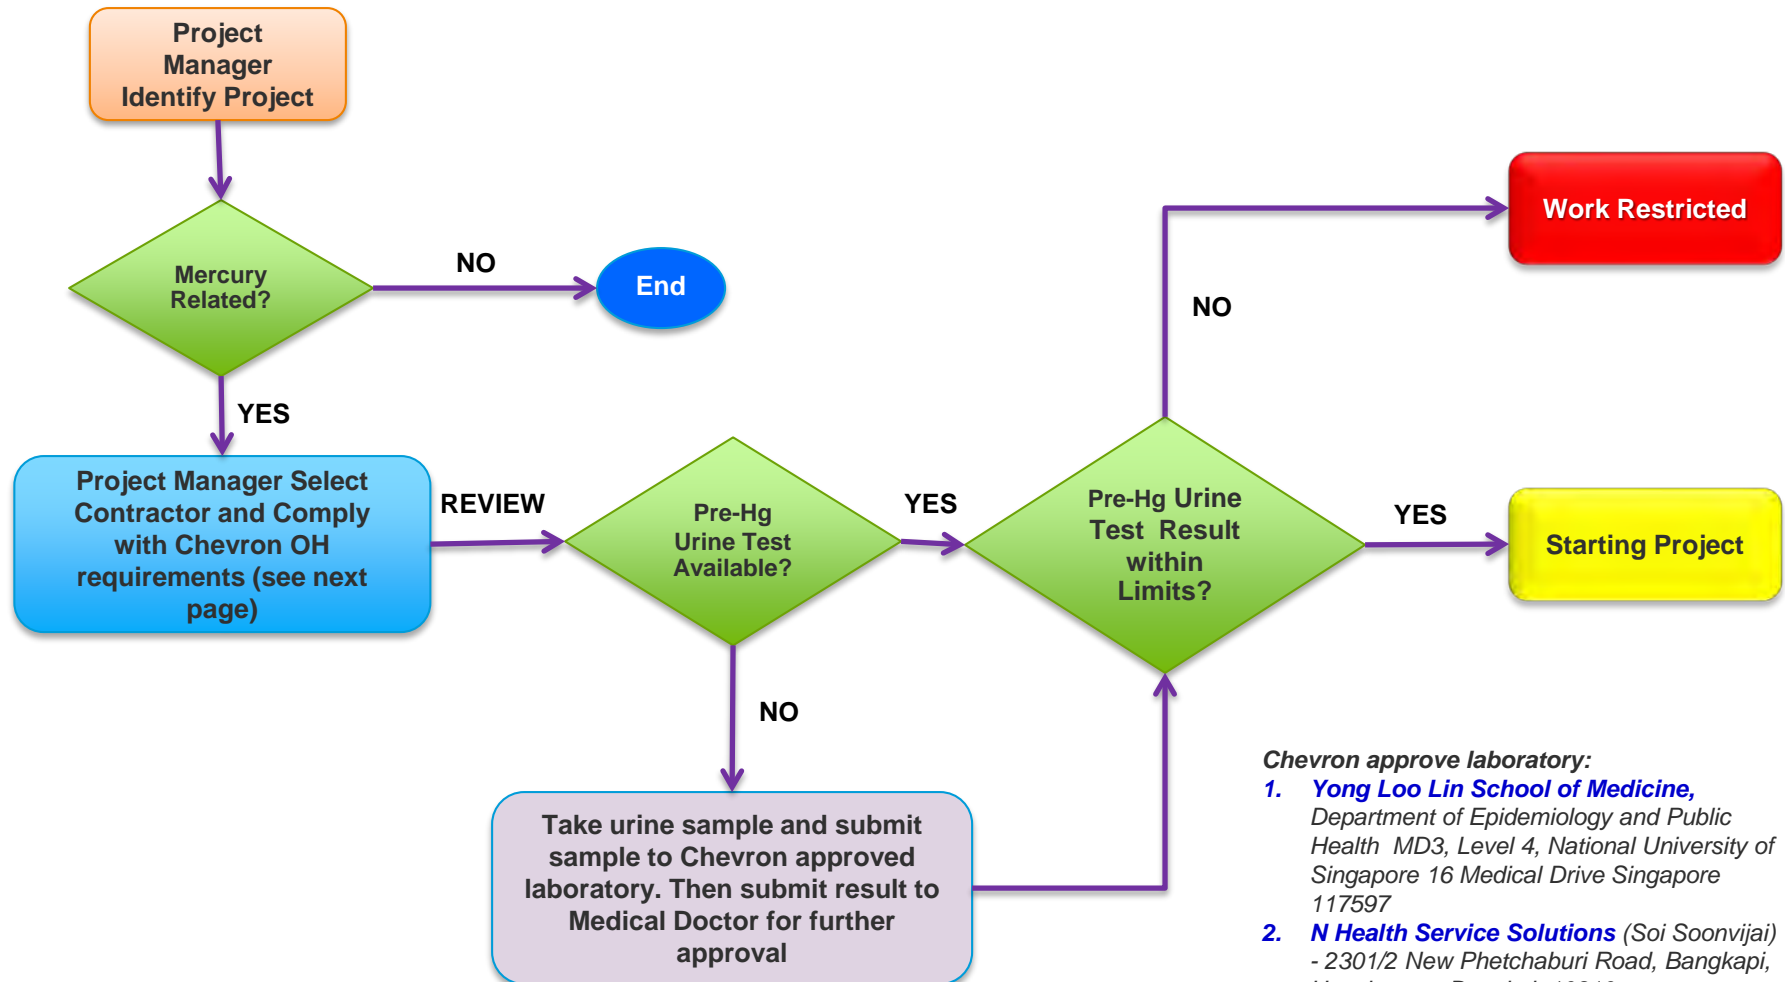 Project
Manager
Identify Project
Mercury
Related?
NO
End
YES
Project Manager Select
Contractor and Comply
with Chevron OH
requirements (see next
page)
REVIEW
Pre-Hg
Urine Test
Available?
YES
NO
Take urine sample and submit
sample to Chevron approved
laboratory. Then submit result to
Medical Doctor for further
approval
Pre-Hg Urine
Test Result
within
Limits?
NO
Work Restricted
YES
Starting Project
Chevron approve laboratory:
1. Yong Loo Lin School of Medicine,
Department of Epidemiology and Public
Health MD3, Level 4, National University of
Singapore 16 Medical Drive Singapore
117597
2. N Health Service Solutions (Soi Soonvijai)
- 2301/2 New Phetchaburi Road, Bangkapi,